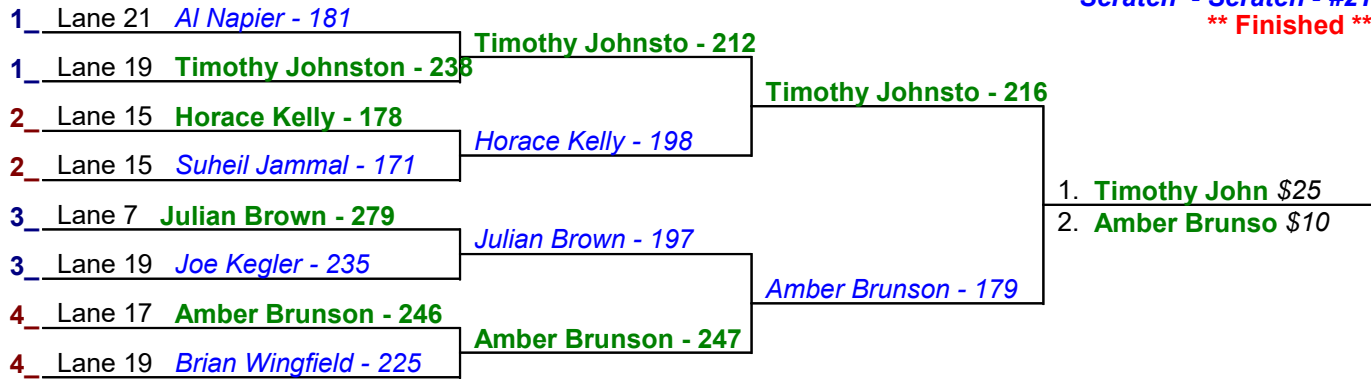 Scratch - Scratch - #21
** Finished **
1_ Lane 21 Al Napier - 181
1_ Lane 19 Timothy Johnston - 238
2_ Lane 15 Horace Kelly - 178
2_ Lane 15 Suheil Jammal - 171
3_ Lane 7 Julian Brown - 279
3_ Lane 19 Joe Kegler - 235
4_ Lane 17 Amber Brunson - 246
4_ Lane 19 Brian Wingfield - 225
Timothy Johnsto - 212
Horace Kelly - 198
Julian Brown - 197
Amber Brunson - 247
Timothy Johnsto - 216
Amber Brunson - 179
1. Timothy John $25
2. Amber Brunso $10